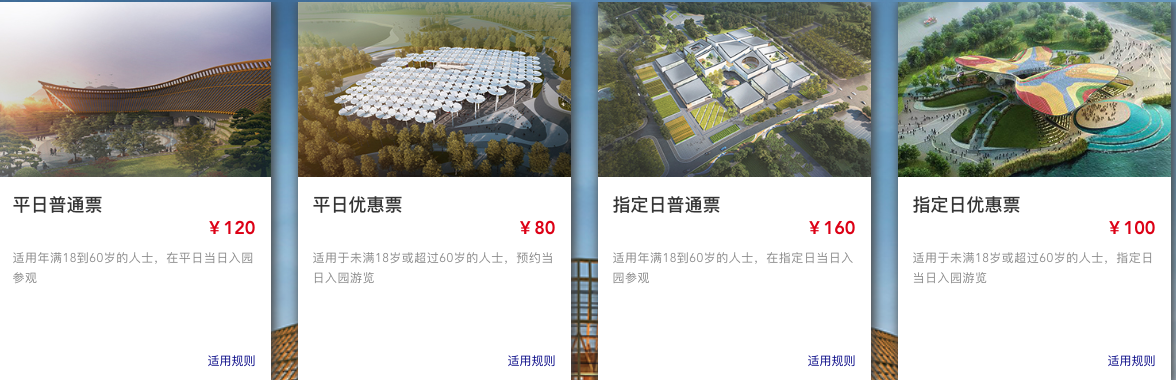 平日普通票
￥120
适用年满18到60岁的人士，在平日当日入园
参观
适用规则
平日优惠票
￥80
适用于未满18岁或超过60岁的人士，预约当
日入园游览
适用规则
指定日普通票
￥160
适用年满18到60岁的人士，在指定日当日入
园参观
适用规则
指定日优惠票
￥100
适用于未满18岁或超过60岁的人士，指定日
当日入园游览
适用规则